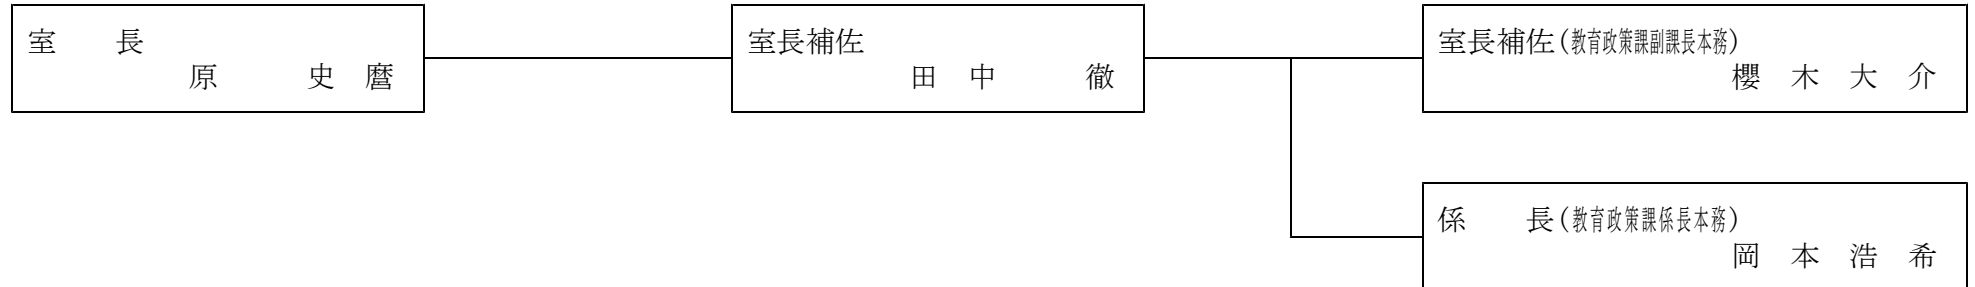 室　　長
原　　　史　麿
室長補佐
田　中　　　徹
室長補佐(教育政策課副課長本務)
櫻　木　大　介
係　　長(教育政策課係長本務)
岡　本　浩　希